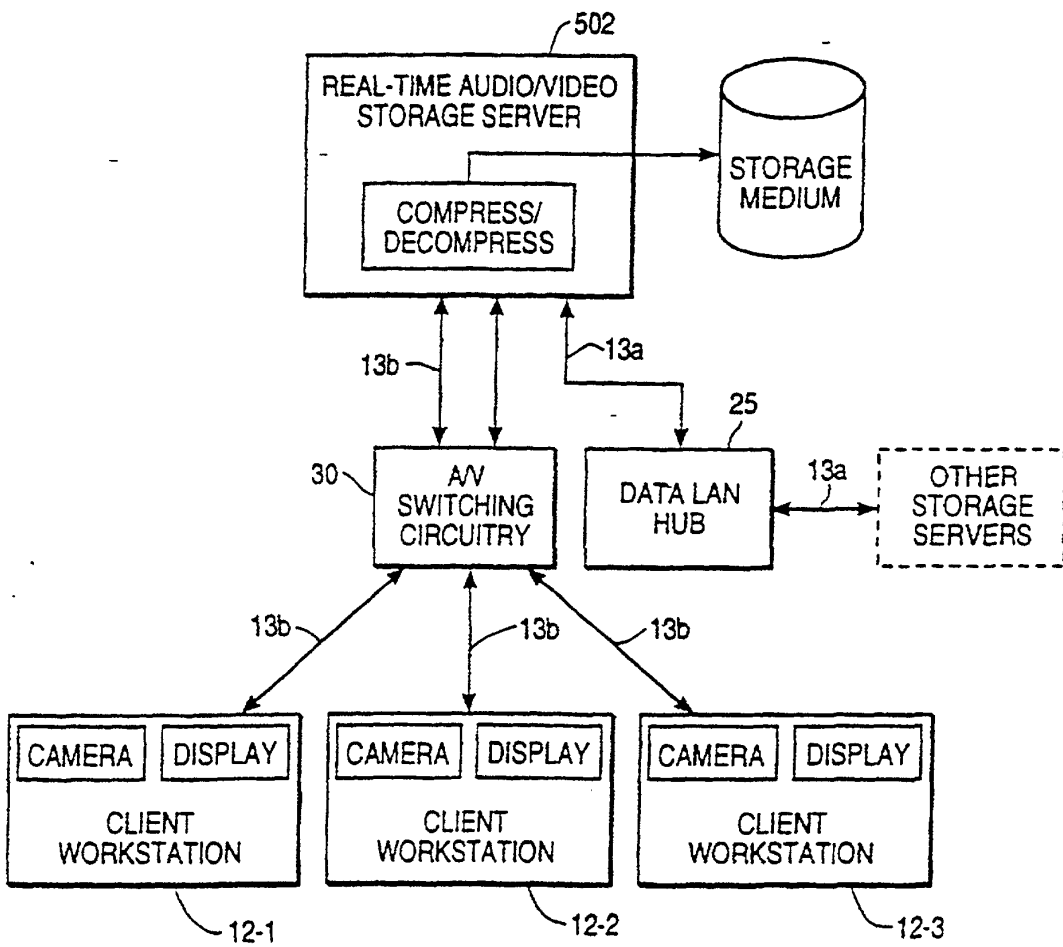 502
REAL-TIME AUDIO/VIDEO
STORAGE SERVER
COMPRESS/
DECOMPRESS
STORAGE
MEDIUM
13b
13a
25
30
A/V
SWITCHING
CIRCUITRY
DATA LAN
HUB
13a
OTHER
STORAGE
SERVERS
13b
13b
13b
CAMERA
DISPLAY
CLIENT
WORKSTATION
CAMERA
DISPLAY
CLIENT
WORKSTATION
CAMERA
DISPLAY
CLIENT
WORKSTATION
12-1
12-2
12-3